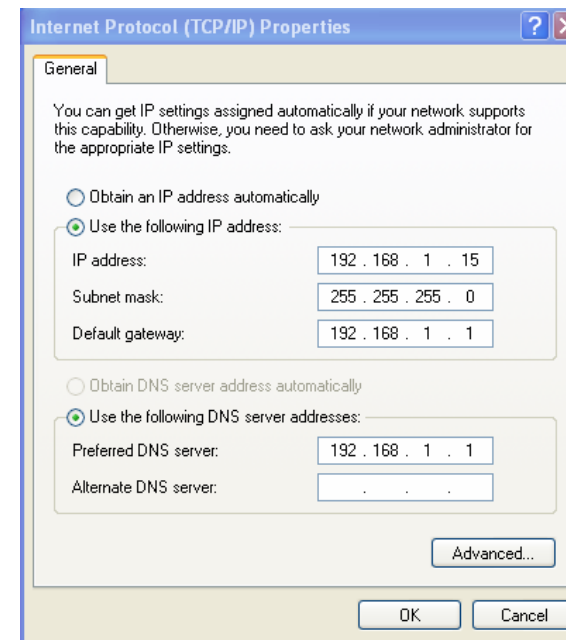 Internet Protocol (TCP/IP) Properties
General
You can get IP settings assigned automatically if your network supports
this capability. Otherwise, you need to ask your network administrator for
the appropriate IP settings.
Obtain an IP address automatically
Use the following IP address:
IP address: 192 . 168 . 1 . 15
Subnet mask: 255 . 255 . 255 . 0
Default gateway: 192 . 168 . 1 . 1
Obtain DNS server address automatically
Use the following DNS server addresses:
Preferred DNS server: 192 . 168 . 1 . 1
Alternate DNS server: . . .
Advanced...
OK Cancel